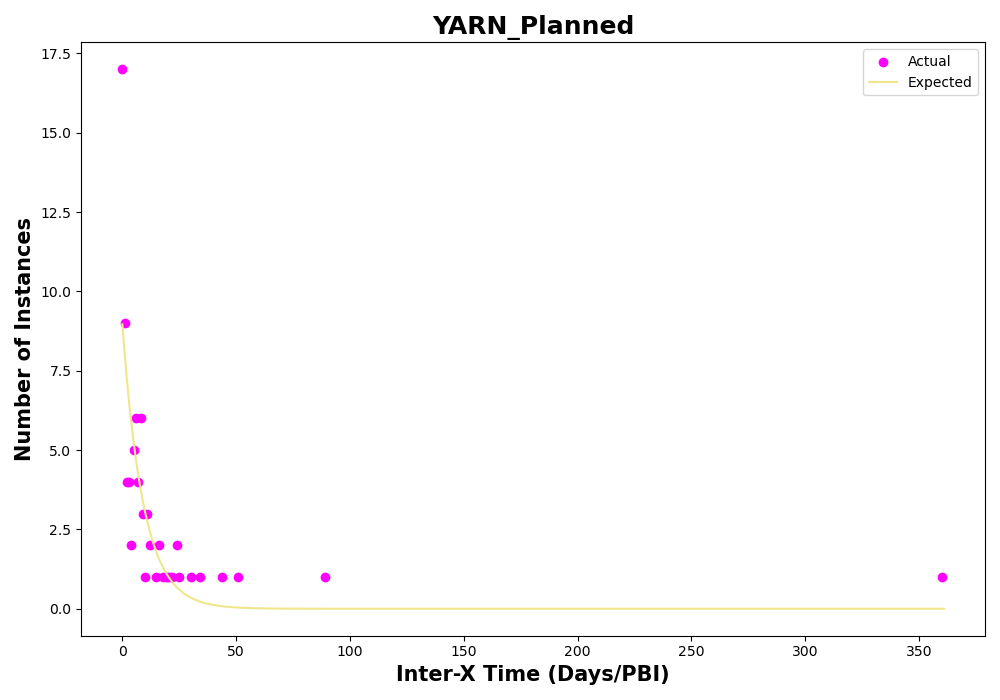 YARN_Planned
Actual
Expected
Number of Instances
17.5
15.0
12.5
10.0
7.5
5.0
2.5
0.0
0 50 100 150 200 250 300 350
Inter-X Time (Days/PBI)